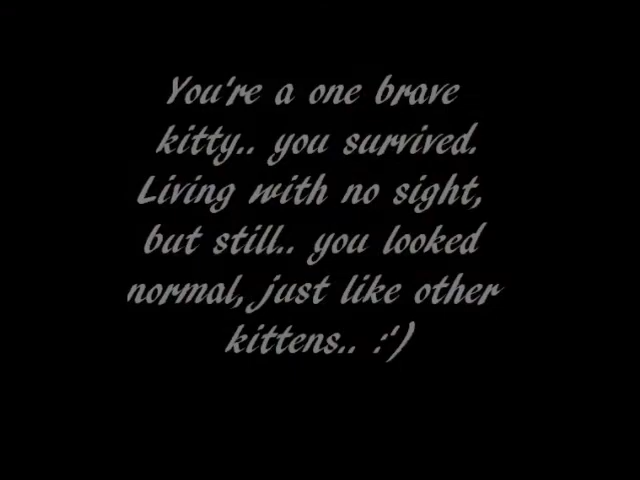 You're a one brave
kitty.. you survived.
Living with no sight,
but still.. you looked
normal, just like other
kittens.. :')